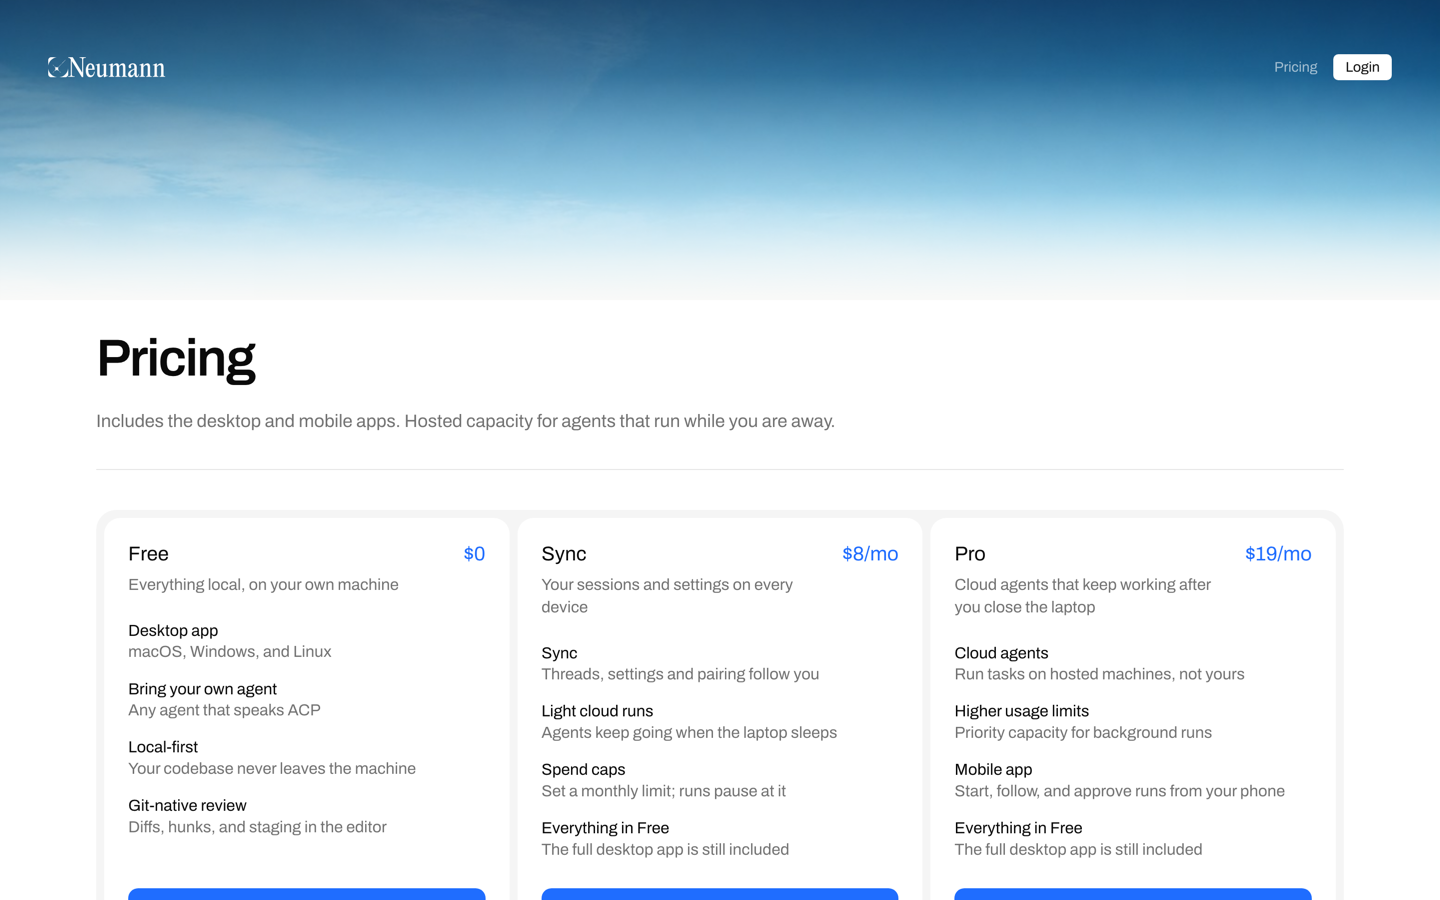 Neumann
Pricing
Login
Pricing
Includes the desktop and mobile apps. Hosted capacity for agents that run while you are away.
Free
$0
Everything local, on your own machine
Desktop app
macOS, Windows, and Linux
Bring your own agent
Any agent that speaks ACP
Local-first
Your codebase never leaves the machine
Git-native review
Diffs, hunks, and staging in the editor
Sync
$8/mo
Your sessions and settings on every
device
Sync
Threads, settings and pairing follow you
Light cloud runs
Agents keep going when the laptop sleeps
Spend caps
Set a monthly limit; runs pause at it
Everything in Free
The full desktop app is still included
Pro
$19/mo
Cloud agents that keep working after
you close the laptop
Cloud agents
Run tasks on hosted machines, not yours
Higher usage limits
Priority capacity for background runs
Mobile app
Start, follow, and approve runs from your phone
Everything in Free
The full desktop app is still included